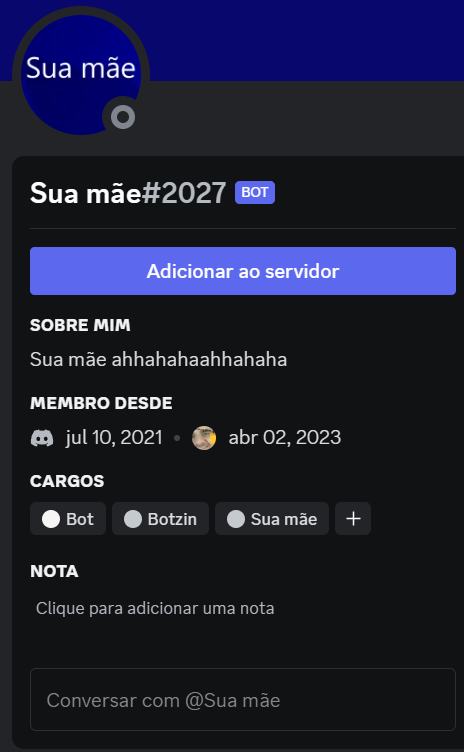 Sua mãe
Sua mãe#2027 BOT
Adicionar ao servidor
SOBRE MIM
Sua mãe ahhahahaahhahaha
MEMBRO DESDE
jul 10, 2021 • abr 02, 2023
CARGOS
Bot Botzin Sua mãe +
NOTA
Clique para adicionar uma nota
Conversar com @Sua mãe